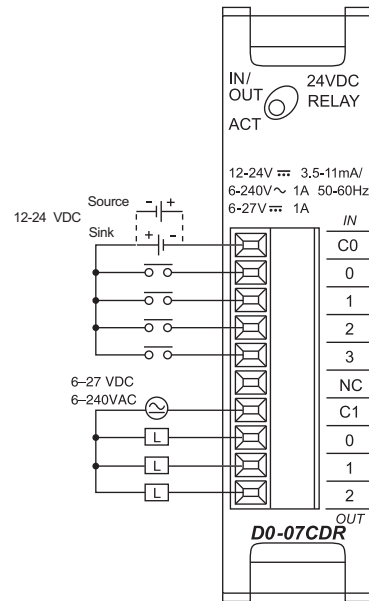 IN/
OUT
ACT
24VDC
RELAY
12-24V ⎓ 3.5-11mA/
6-240V∼ 1A 50-60Hz
6-27V⎓ 1A
IN
Source
- +
12-24 VDC
Sink
+ -
C0
0
1
2
3
NC
6–27 VDC
6–240VAC
C1
L 0
L 1
L 2
OUT
D0-07CDR